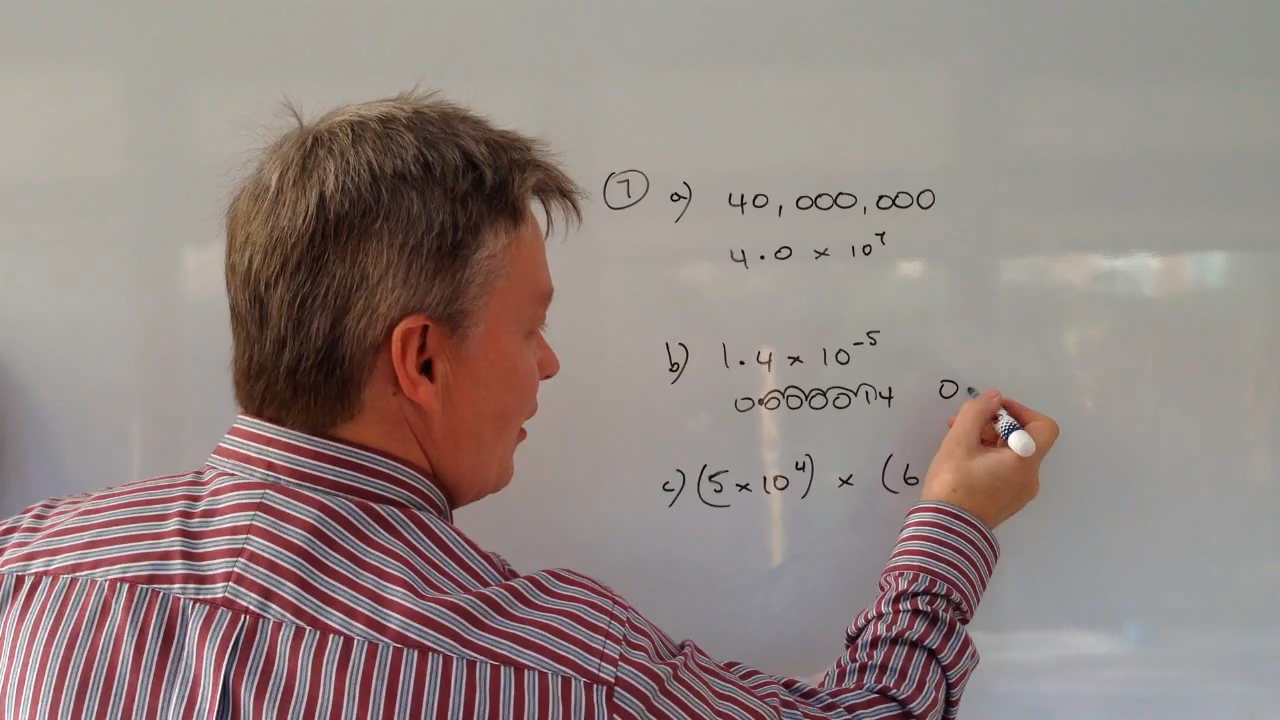 7 a) 40,000,000
4.0 x 10⁷
b) 1.4 x 10⁻⁵
0.000014 0.
c) (5 x 10⁴) x (6